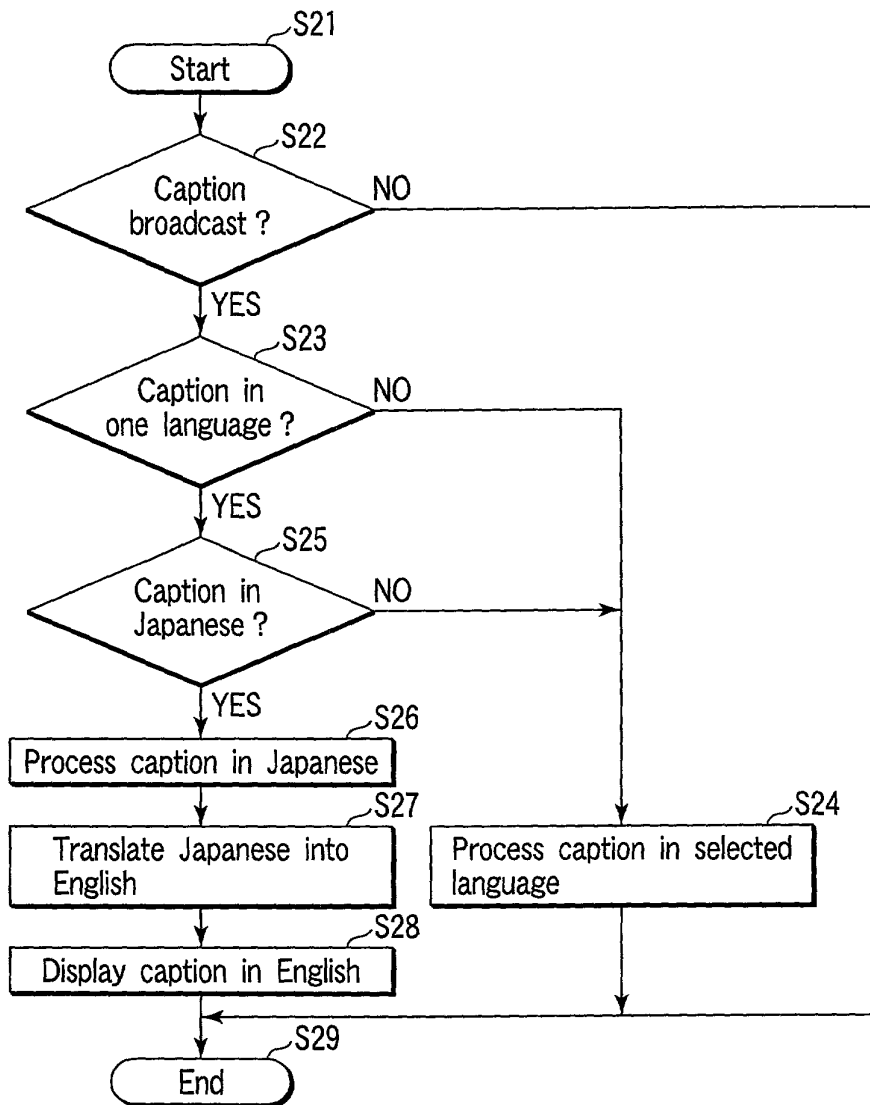 S21
Start
S22
Caption
broadcast ?
NO
YES
S23
Caption in
one language ?
NO
YES
S25
Caption in
Japanese ?
NO
YES
S26
Process caption in Japanese
S27
Translate Japanese into
English
S24
Process caption in selected
language
S28
Display caption in English
S29
End